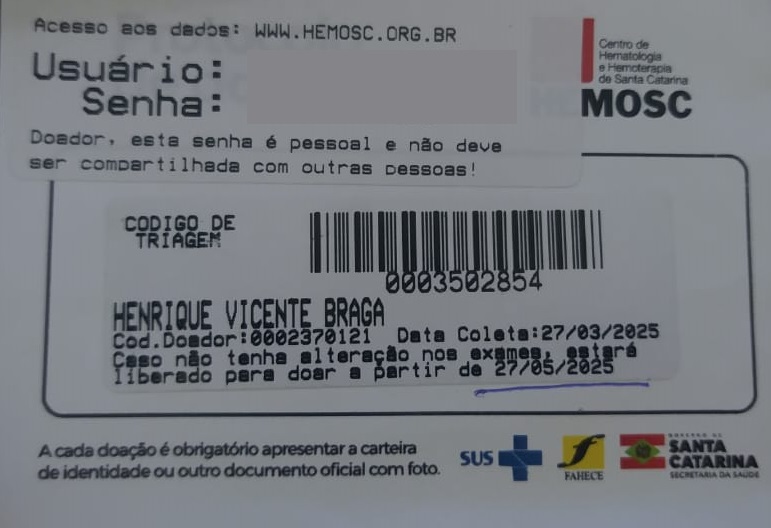 Acesso aos dados: WWW.HEMOSC.ORG.BR
Usuário:
Senha:
Doador, esta senha é pessoal e não deve
ser compartilhada com outras pessoas!
Centro de
Hematologia
e Hemoterapia
de Santa Catarina
HEMOSC
CODIGO DE
TRIAGEM
0003502854
HENRIQUE VICENTE BRAGA
Cod.Doador:0002370121 Data Coleta:27/03/2025
Caso não tenha alteração nos exames, estará
liberado para doar a partir de 27/05/2025
A cada doação é obrigatório apresentar a carteira
de identidade ou outro documento oficial com foto.
SUS
FAHECE
GOVERNO DE
SANTA
CATARINA
SECRETARIA DA SAÚDE